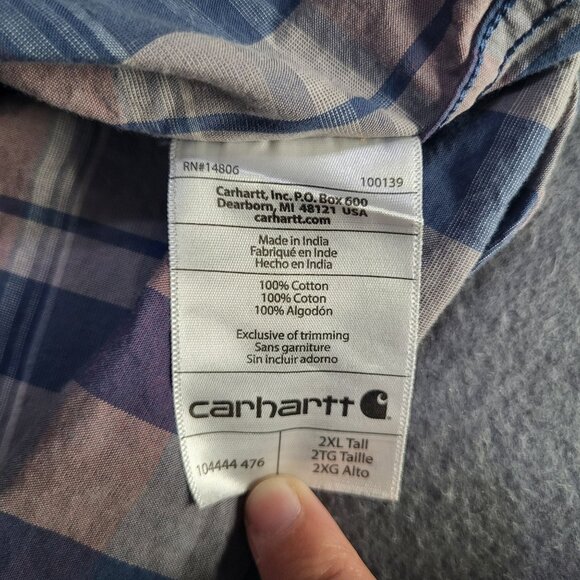 RN#14806 100139
Carhartt, Inc. P.O. Box 600
Dearborn, MI 48121 USA
carhartt.com
Made in India
Fabriqué en Inde
Hecho en India
100% Cotton
100% Coton
100% Algodón
Exclusive of trimming
Sans garniture
Sin incluir adorno
carhartt
104444 476
2XL Tall
2TG Taille
2XG Alto